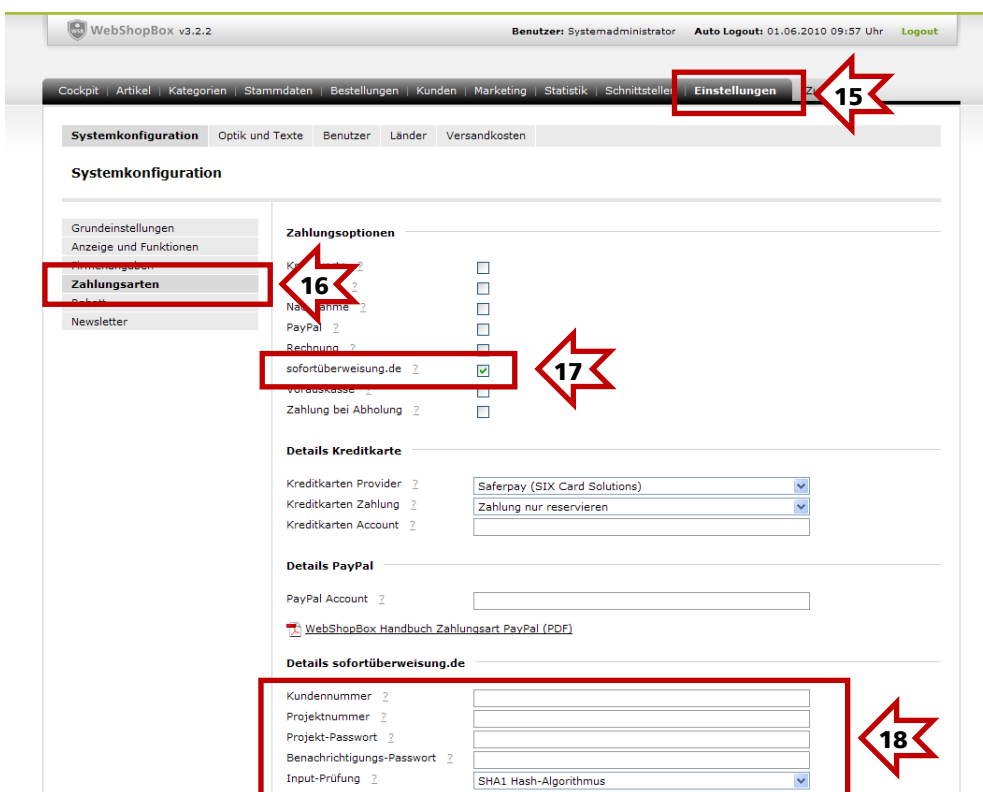 WebShopBox v3.2.2
Benutzer: Systemadministrator Auto Logout: 01.06.2010 09:57 Uhr Logout
Cockpit | Artikel | Kategorien | Stammdaten | Bestellungen | Kunden | Marketing | Statistik | Schnittstellen | Einstellungen
15
Systemkonfiguration Optik und Texte Benutzer Länder Versandkosten
Systemkonfiguration
Grundeinstellungen
Anzeige und Funktionen
Firmenangaben
Zahlungsarten
Rabatt
Newsletter
16
Zahlungsoptionen
?
?
Nachnahme ?
PayPal ?
Rechnung ?
sofortüberweisung.de ?
17
Vorauskasse ?
Zahlung bei Abholung ?
Details Kreditkarte
Kreditkarten Provider ? Saferpay (SIX Card Solutions)
Kreditkarten Zahlung ? Zahlung nur reservieren
Kreditkarten Account ?
Details PayPal
PayPal Account ?
WebShopBox Handbuch Zahlungsart PayPal (PDF)
Details sofortüberweisung.de
Kundennummer ?
Projektnummer ?
Projekt-Passwort ?
Benachrichtigungs-Passwort ?
Input-Prüfung ? SHA1 Hash-Algorithmus
18